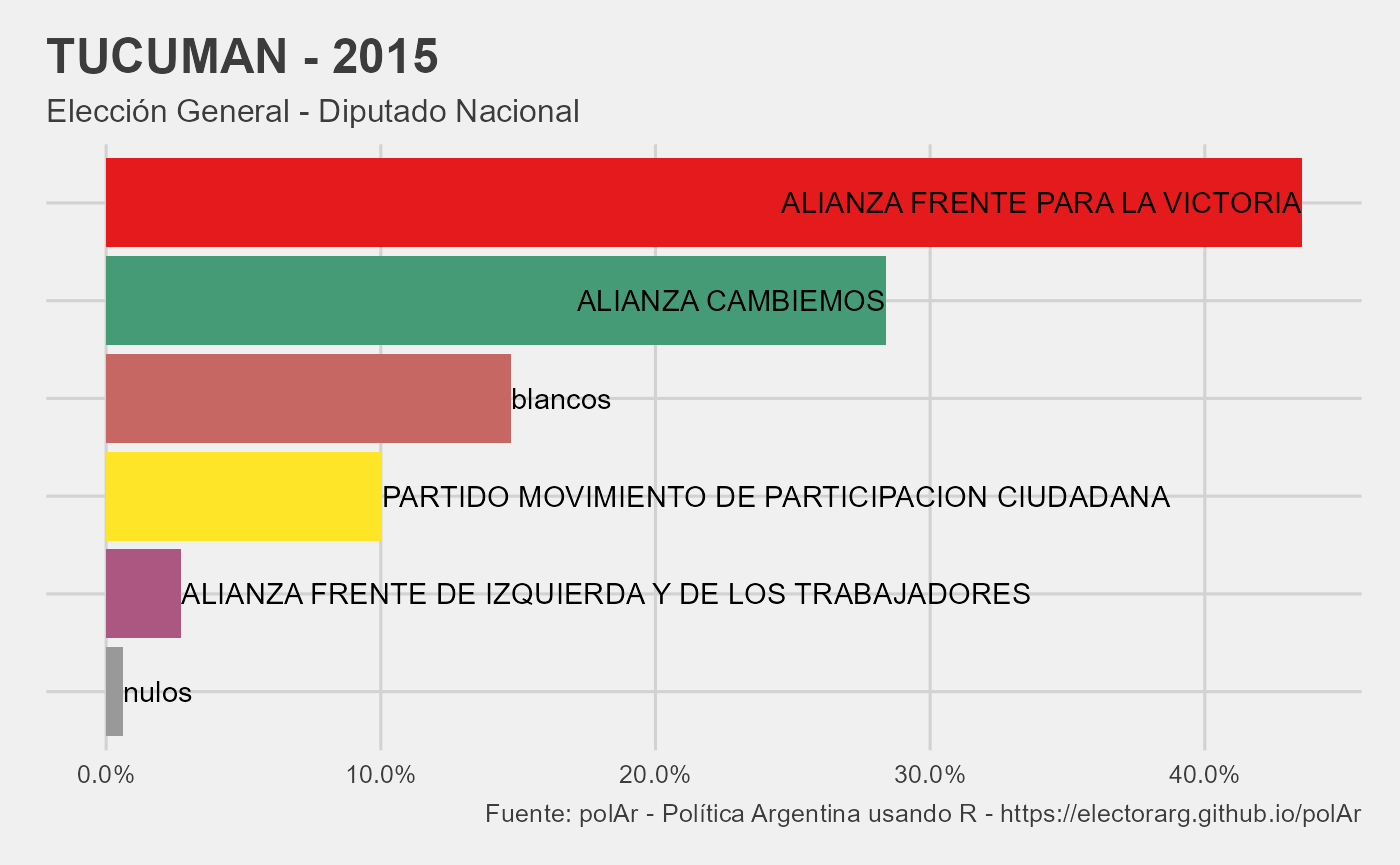 TUCUMAN - 2015
Elección General - Diputado Nacional
ALIANZA FRENTE PARA LA VICTORIA
ALIANZA CAMBIEMOS
blancos
PARTIDO MOVIMIENTO DE PARTICIPACION CIUDADANA
ALIANZA FRENTE DE IZQUIERDA Y DE LOS TRABAJADORES
nulos
0.0% 10.0% 20.0% 30.0% 40.0%
Fuente: polAr - Política Argentina usando R - https://electorarg.github.io/polAr